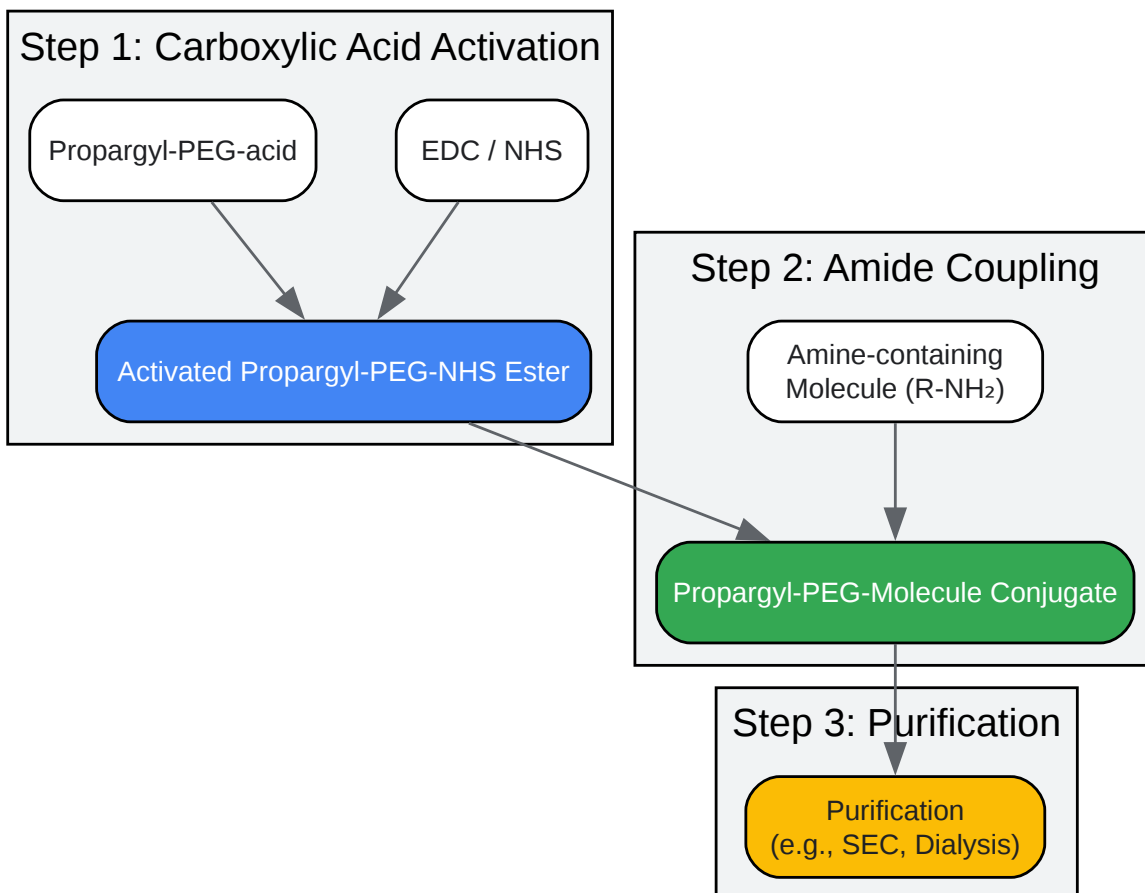 Step 1: Carboxylic Acid Activation
Propargyl-PEG-acid
EDC / NHS
Activated Propargyl-PEG-NHS Ester
Step 2: Amide Coupling
Amine-containing
Molecule (R-NH₂)
Propargyl-PEG-Molecule Conjugate
Step 3: Purification
Purification
(e.g., SEC, Dialysis)